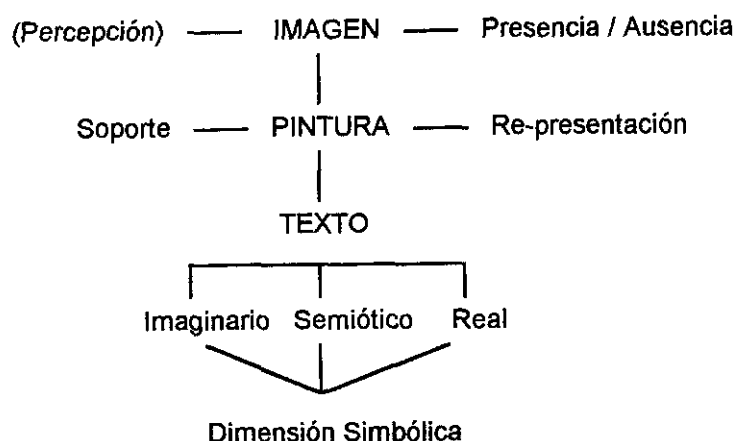 (Percepción) IMAGEN Presencia / Ausencia
Soporte PINTURA Re-presentación
TEXTO
Imaginario Semiótico Real
Dimensión Simbólica